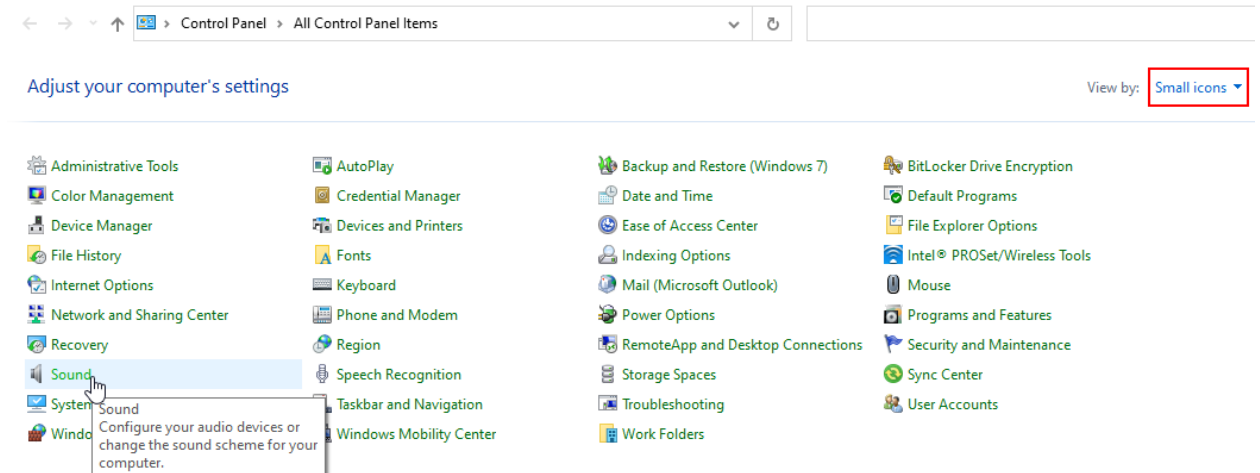 Control Panel > All Control Panel Items
Adjust your computer's settings
View by: Small icons
Administrative Tools AutoPlay Backup and Restore (Windows 7) BitLocker Drive Encryption
Color Management Credential Manager Date and Time Default Programs
Device Manager Devices and Printers Ease of Access Center File Explorer Options
File History Fonts Indexing Options Intel® PROSet/Wireless Tools
Internet Options Keyboard Mail (Microsoft Outlook) Mouse
Network and Sharing Center Phone and Modem Power Options Programs and Features
Recovery Region RemoteApp and Desktop Connections Security and Maintenance
Sound Speech Recognition Storage Spaces Sync Center
System Taskbar and Navigation Troubleshooting User Accounts
Windo Windows Mobility Center Work Folders
Sound
Configure your audio devices or
change the sound scheme for your
computer.